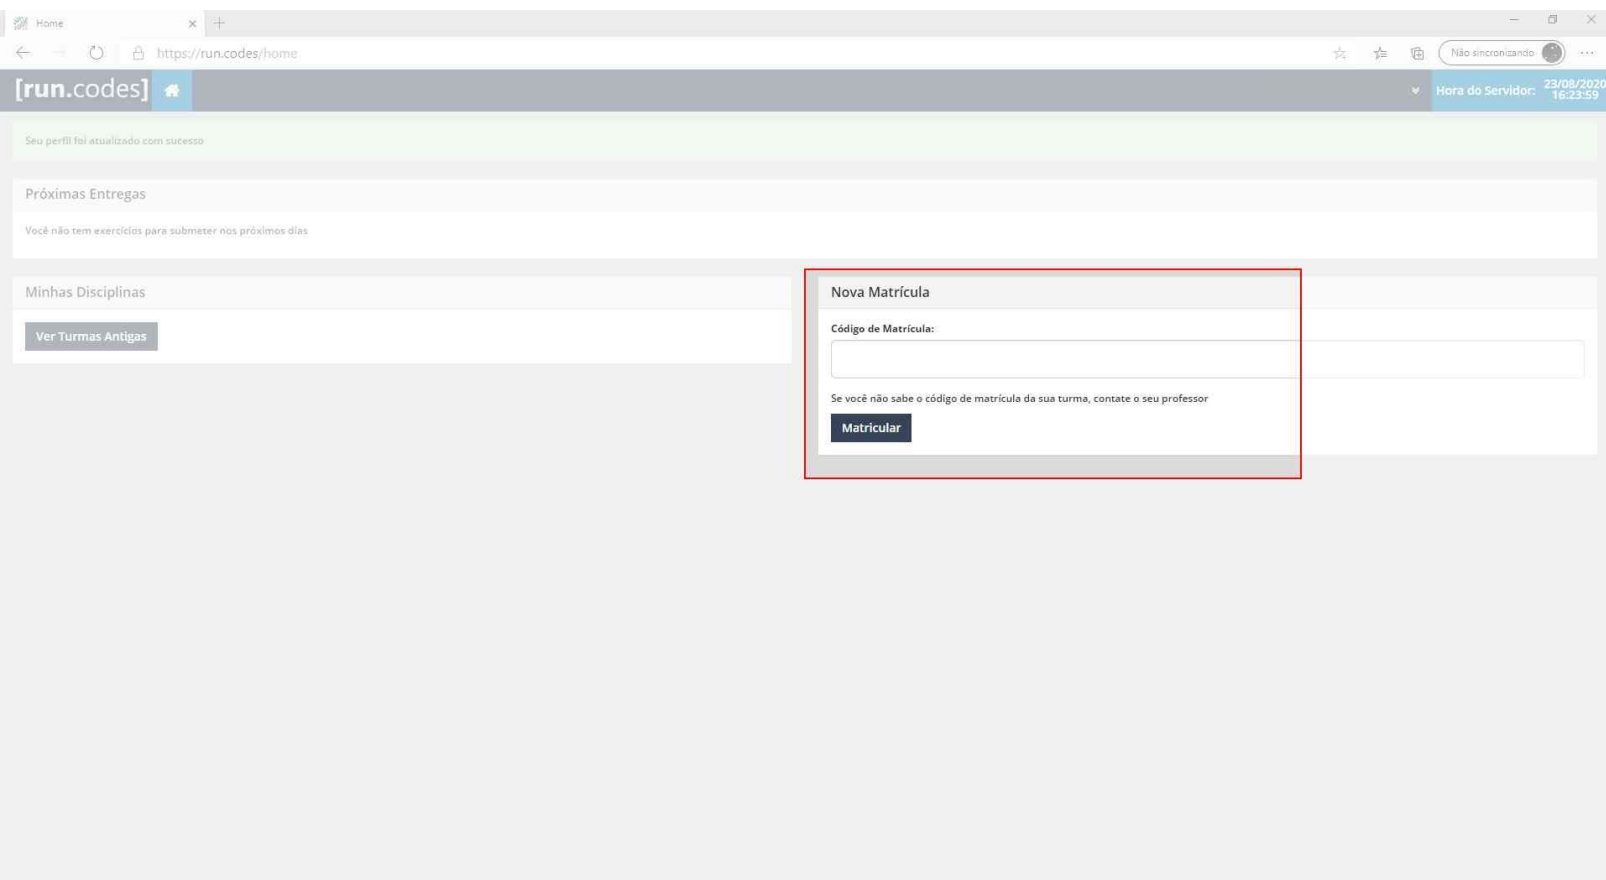 Home
https://run.codes/home
Não sincronizando
[run.codes]
Hora do Servidor: 23/08/2020
16:23:59
Seu perfil foi atualizado com sucesso
Próximas Entregas
Você não tem exercícios para submeter nos próximos dias
Minhas Disciplinas
Ver Turmas Antigas
Nova Matrícula
Código de Matrícula:
Se você não sabe o código de matrícula da sua turma, contate o seu professor
Matricular